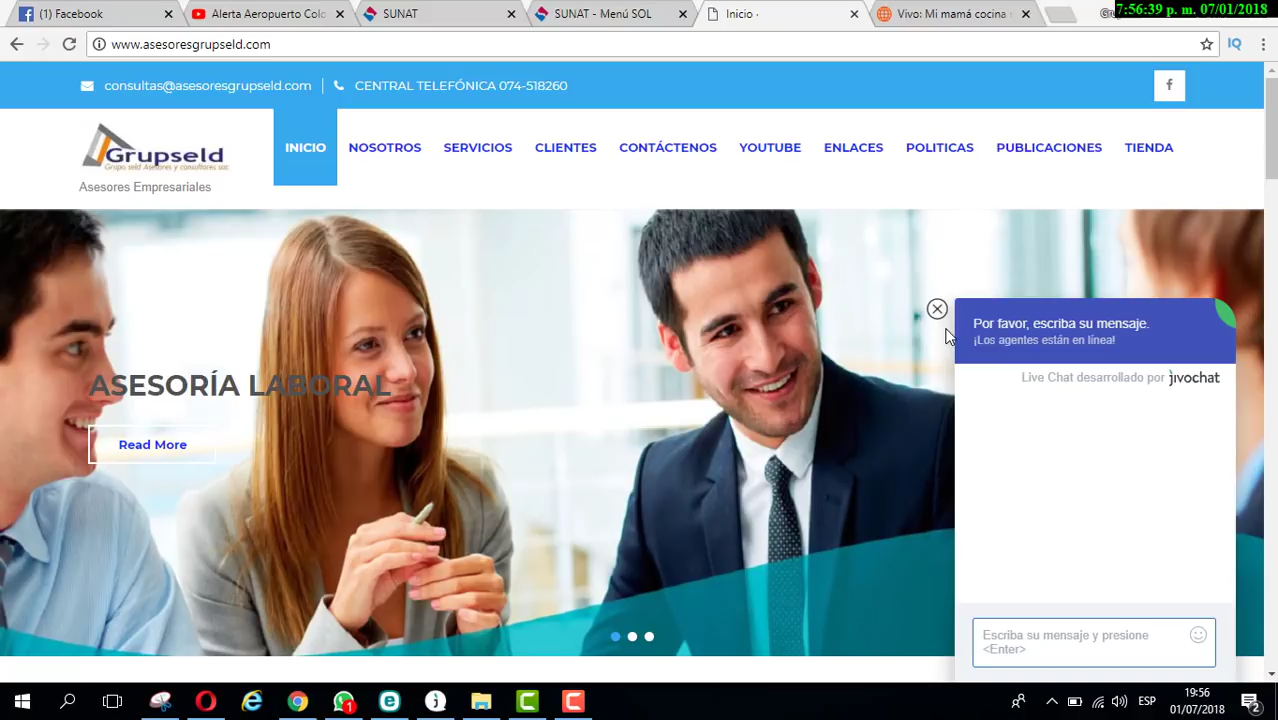 (1) Facebook
Alerta Aeropuerto Colo
SUNAT
SUNAT - Menú SOL
Inicio ·
Vivo: Mi mamá cocina
7:56:39 p. m. 07/01/2018
www.asesoresgrupseld.com
IQ
consultas@asesoresgrupseld.com
CENTRAL TELEFÓNICA 074-518260
f
Grupseld
Grupo seld Asesores y consultores sac
Asesores Empresariales
INICIO
NOSOTROS
SERVICIOS
CLIENTES
CONTÁCTENOS
YOUTUBE
ENLACES
POLITICAS
PUBLICACIONES
TIENDA
ASESORÍA LABORAL
Read More
Por favor, escriba su mensaje.
¡Los agentes están en línea!
Live Chat desarrollado por jivochat
Escriba su mensaje y presione
<Enter>
1
ESP
19:56
01/07/2018
2